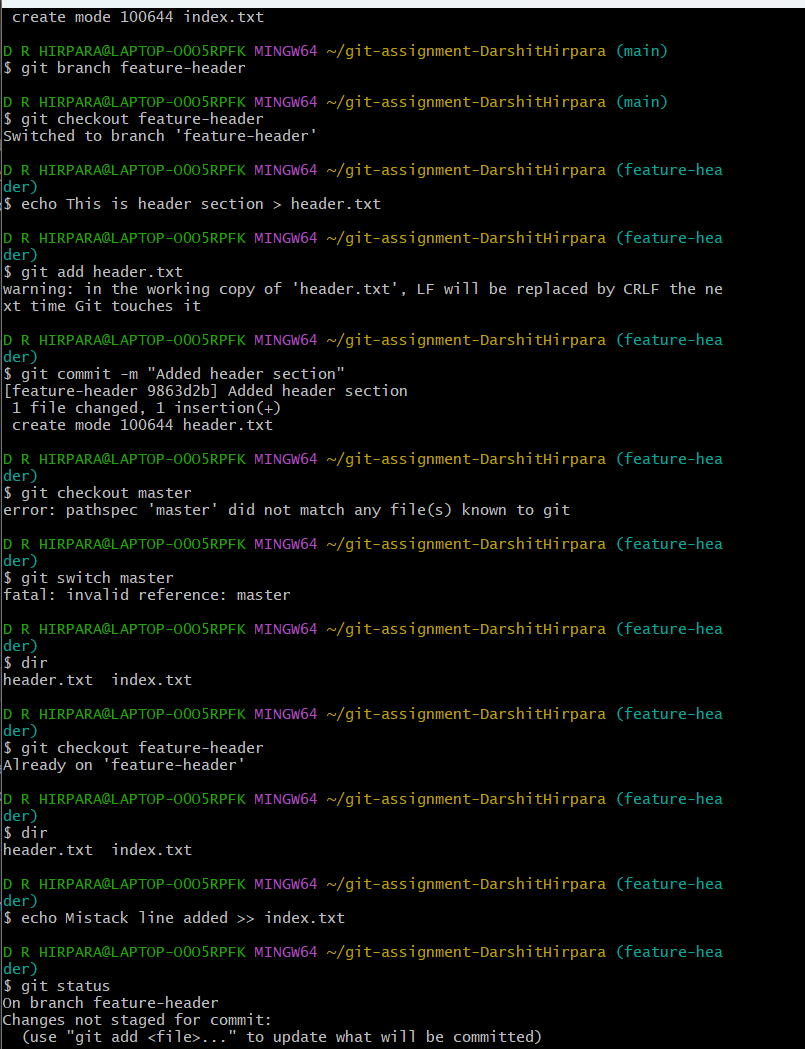 create mode 100644 index.txt
D R HIRPARA@LAPTOP-O0O5RPFK MINGW64 ~/git-assignment-DarshitHirpara (main)
$ git branch feature-header
D R HIRPARA@LAPTOP-O0O5RPFK MINGW64 ~/git-assignment-DarshitHirpara (main)
$ git checkout feature-header
Switched to branch 'feature-header'
D R HIRPARA@LAPTOP-O0O5RPFK MINGW64 ~/git-assignment-DarshitHirpara (feature-hea
der)
$ echo This is header section > header.txt
D R HIRPARA@LAPTOP-O0O5RPFK MINGW64 ~/git-assignment-DarshitHirpara (feature-hea
der)
$ git add header.txt
warning: in the working copy of 'header.txt', LF will be replaced by CRLF the ne
xt time Git touches it
D R HIRPARA@LAPTOP-O0O5RPFK MINGW64 ~/git-assignment-DarshitHirpara (feature-hea
der)
$ git commit -m "Added header section"
[feature-header 9863d2b] Added header section
 1 file changed, 1 insertion(+)
 create mode 100644 header.txt
D R HIRPARA@LAPTOP-O0O5RPFK MINGW64 ~/git-assignment-DarshitHirpara (feature-hea
der)
$ git checkout master
error: pathspec 'master' did not match any file(s) known to git
D R HIRPARA@LAPTOP-O0O5RPFK MINGW64 ~/git-assignment-DarshitHirpara (feature-hea
der)
$ git switch master
fatal: invalid reference: master
D R HIRPARA@LAPTOP-O0O5RPFK MINGW64 ~/git-assignment-DarshitHirpara (feature-hea
der)
$ dir
header.txt  index.txt
D R HIRPARA@LAPTOP-O0O5RPFK MINGW64 ~/git-assignment-DarshitHirpara (feature-hea
der)
$ git checkout feature-header
Already on 'feature-header'
D R HIRPARA@LAPTOP-O0O5RPFK MINGW64 ~/git-assignment-DarshitHirpara (feature-hea
der)
$ dir
header.txt  index.txt
D R HIRPARA@LAPTOP-O0O5RPFK MINGW64 ~/git-assignment-DarshitHirpara (feature-hea
der)
$ echo Mistack line added >> index.txt
D R HIRPARA@LAPTOP-O0O5RPFK MINGW64 ~/git-assignment-DarshitHirpara (feature-hea
der)
$ git status
On branch feature-header
Changes not staged for commit:
  (use "git add <file>..." to update what will be committed)